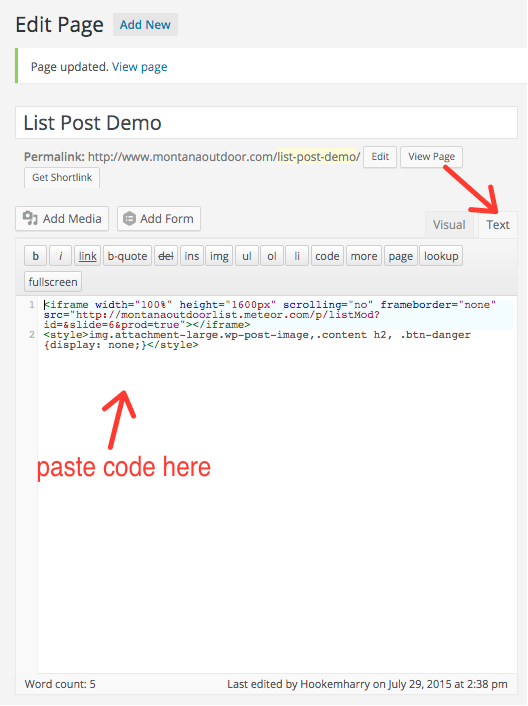 Edit Page Add New
Page updated. View page
List Post Demo
Permalink: http://www.montanaoutdoor.com/list-post-demo/ Edit View Page
Get Shortlink
Add Media Add Form Visual Text
b i link b-quote del ins img ul ol li code more page lookup
fullscreen
1 <iframe width="100%" height="1600px" scrolling="no" frameborder="none"
src="http://montanaoutdoorlist.meteor.com/p/listMod?
id=&slide=6&prod=true"></iframe>
2 <style>img.attachment-large.wp-post-image,.content h2, .btn-danger
{display: none;}</style>
paste code here
Word count: 5 Last edited by Hookemharry on July 29, 2015 at 2:38 pm